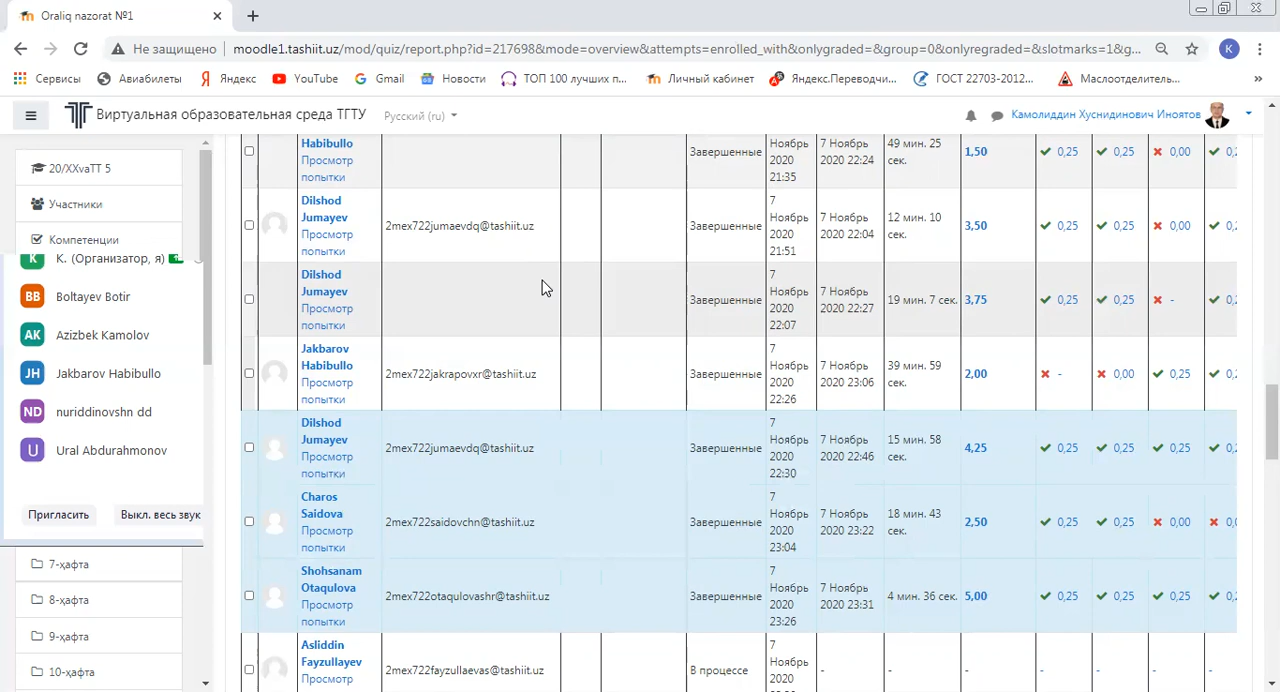 Oraliq nazorat №1
Не защищено
moodle1.tashiit.uz/mod/quiz/report.php?id=217698&mode=overview&attempts=enrolled_with&onlygraded=&group=0&onlyregraded=&slotmarks=1&g...
K
Сервисы
Авиабилеты
Яндекс
YouTube
Gmail
Новости
ТОП 100 лучших п...
Личный кабинет
Яндекс.Переводчи...
ГОСТ 22703-2012...
Маслоотделитель...
»
Виртуальная образовательная среда ТГТУ
Русский (ru)
Камолиддин Хуснидинович Иноятов
20/XXvaTT 5
Участники
Компетенции
К. (Организатор, я)
BB
Boltayev Botir
AK
Azizbek Kamolov
JH
Jakbarov Habibullo
ND
nuriddinovshn dd
U
Ural Abdurahmonov
Пригласить
Выкл. весь звук
7-ҳафта
8-ҳафта
9-ҳафта
10-ҳафта
Habibullo
Просмотр
попытки
Завершенные
Ноябрь
2020
21:35
7 Ноябрь
2020 22:24
49 мин. 25
сек.
1,50
0,25
0,25
0,00
Dilshod
Jumayev
Просмотр
попытки
2mex722jumaevdq@tashiit.uz
Завершенные
7
Ноябрь
2020
21:51
7 Ноябрь
2020 22:04
12 мин. 10
сек.
3,50
0,25
0,25
0,00
Dilshod
Jumayev
Просмотр
попытки
Завершенные
7
Ноябрь
2020
22:07
7 Ноябрь
2020 22:27
19 мин. 7 сек.
3,75
0,25
0,25
-
Jakbarov
Habibullo
Просмотр
попытки
2mex722jakrapovxr@tashiit.uz
Завершенные
7
Ноябрь
2020
22:26
7 Ноябрь
2020 23:06
39 мин. 59
сек.
2,00
-
0,00
0,25
Dilshod
Jumayev
Просмотр
попытки
2mex722jumaevdq@tashiit.uz
Завершенные
7
Ноябрь
2020
22:30
7 Ноябрь
2020 22:46
15 мин. 58
сек.
4,25
0,25
0,25
0,25
Charos
Saidova
Просмотр
попытки
2mex722saidovchn@tashiit.uz
Завершенные
7
Ноябрь
2020
23:04
7 Ноябрь
2020 23:22
18 мин. 43
сек.
2,50
0,25
0,25
0,00
Shohsanam
Otaqulova
Просмотр
попытки
2mex722otaqulovashr@tashiit.uz
Завершенные
7
Ноябрь
2020
23:26
7 Ноябрь
2020 23:31
4 мин. 36 сек.
5,00
0,25
0,25
0,25
Asliddin
Fayzullayev
Просмотр
2mex722fayzullaevas@tashiit.uz
В процессе
7
Ноябрь
-
-
-
-
-
-
-